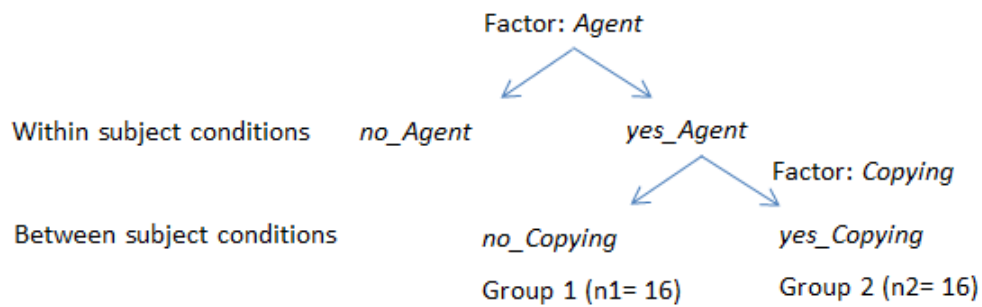 Factor: Agent
Within subject conditions no_Agent yes_Agent
Factor: Copying
Between subject conditions no_Copying yes_Copying
Group 1 (n1= 16) Group 2 (n2= 16)